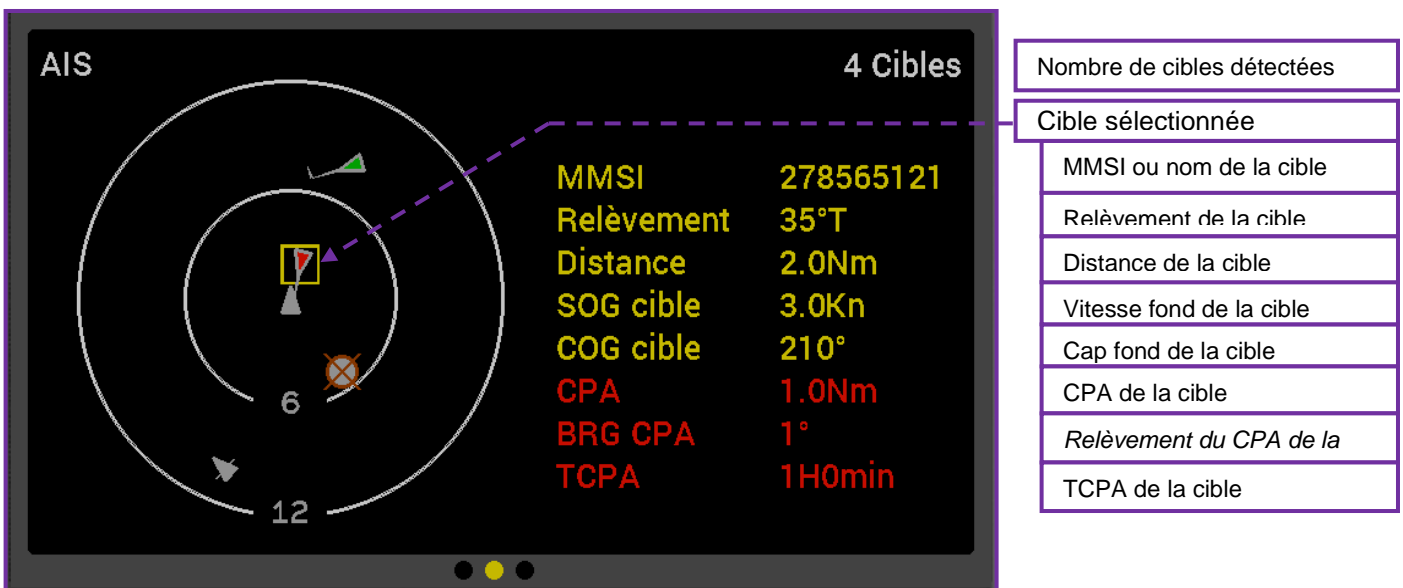 AIS 4 Cibles
MMSI 278565121
Relèvement 35°T
Distance 2.0Nm
SOG cible 3.0Kn
COG cible 210°
CPA 1.0Nm
BRG CPA 1°
TCPA 1H0min
6
12
Nombre de cibles détectées
Cible sélectionnée
MMSI ou nom de la cible
Relèvement de la cible
Distance de la cible
Vitesse fond de la cible
Cap fond de la cible
CPA de la cible
Relèvement du CPA de la
TCPA de la cible